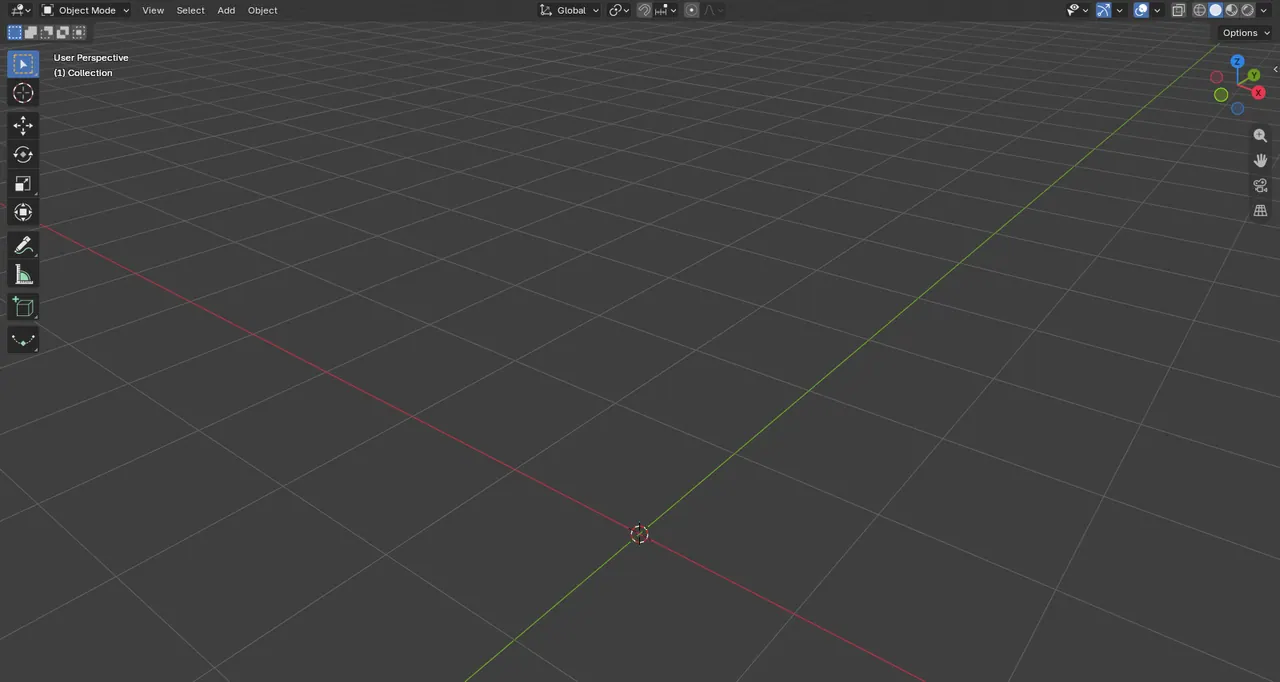 Object Mode View Select Add Object Global
Options
User Perspective
(1) Collection
Z
Y
X